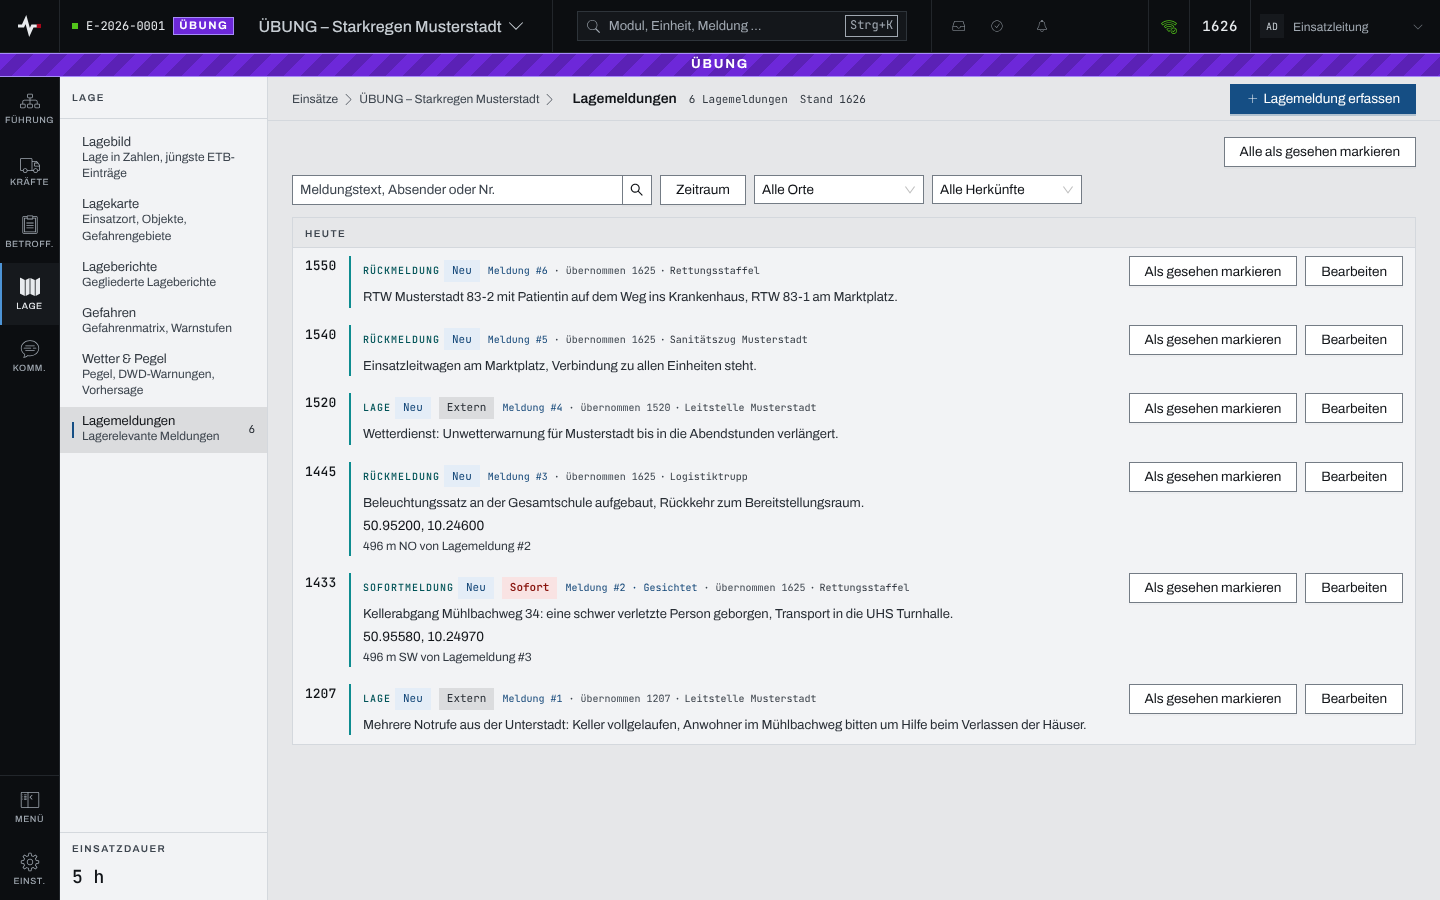 E-2026-0001 ÜBUNG ÜBUNG – Starkregen Musterstadt Modul, Einheit, Meldung ... Strg+K 1626 AD Einsatzleitung
ÜBUNG
FÜHRUNG
KRÄFTE
BETROFF.
LAGE
KOMM.
MENÜ
EINST.
LAGE
Lagebild
Lage in Zahlen, jüngste ETB-
Einträge
Lagekarte
Einsatzort, Objekte,
Gefahrengebiete
Lageberichte
Gegliederte Lageberichte
Gefahren
Gefahrenmatrix, Warnstufen
Wetter & Pegel
Pegel, DWD-Warnungen,
Vorhersage
Lagemeldungen
Lagerelevante Meldungen 6
EINSATZDAUER
5 h
Einsätze ÜBUNG – Starkregen Musterstadt Lagemeldungen 6 Lagemeldungen Stand 1626 + Lagemeldung erfassen
Alle als gesehen markieren
Meldungstext, Absender oder Nr. Zeitraum Alle Orte Alle Herkünfte
HEUTE
1550 RÜCKMELDUNG Neu Meldung #6 · übernommen 1625 · Rettungsstaffel Als gesehen markieren Bearbeiten
RTW Musterstadt 83-2 mit Patientin auf dem Weg ins Krankenhaus, RTW 83-1 am Marktplatz.
1540 RÜCKMELDUNG Neu Meldung #5 · übernommen 1625 · Sanitätszug Musterstadt Als gesehen markieren Bearbeiten
Einsatzleitwagen am Marktplatz, Verbindung zu allen Einheiten steht.
1520 LAGE Neu Extern Meldung #4 · übernommen 1520 · Leitstelle Musterstadt Als gesehen markieren Bearbeiten
Wetterdienst: Unwetterwarnung für Musterstadt bis in die Abendstunden verlängert.
1445 RÜCKMELDUNG Neu Meldung #3 · übernommen 1625 · Logistiktrupp Als gesehen markieren Bearbeiten
Beleuchtungssatz an der Gesamtschule aufgebaut, Rückkehr zum Bereitstellungsraum.
50.95200, 10.24600
496 m NO von Lagemeldung #2
1433 SOFORTMELDUNG Neu Sofort Meldung #2 · Gesichtet · übernommen 1625 · Rettungsstaffel Als gesehen markieren Bearbeiten
Kellerabgang Mühlbachweg 34: eine schwer verletzte Person geborgen, Transport in die UHS Turnhalle.
50.95580, 10.24970
496 m SW von Lagemeldung #3
1207 LAGE Neu Extern Meldung #1 · übernommen 1207 · Leitstelle Musterstadt Als gesehen markieren Bearbeiten
Mehrere Notrufe aus der Unterstadt: Keller vollgelaufen, Anwohner im Mühlbachweg bitten um Hilfe beim Verlassen der Häuser.